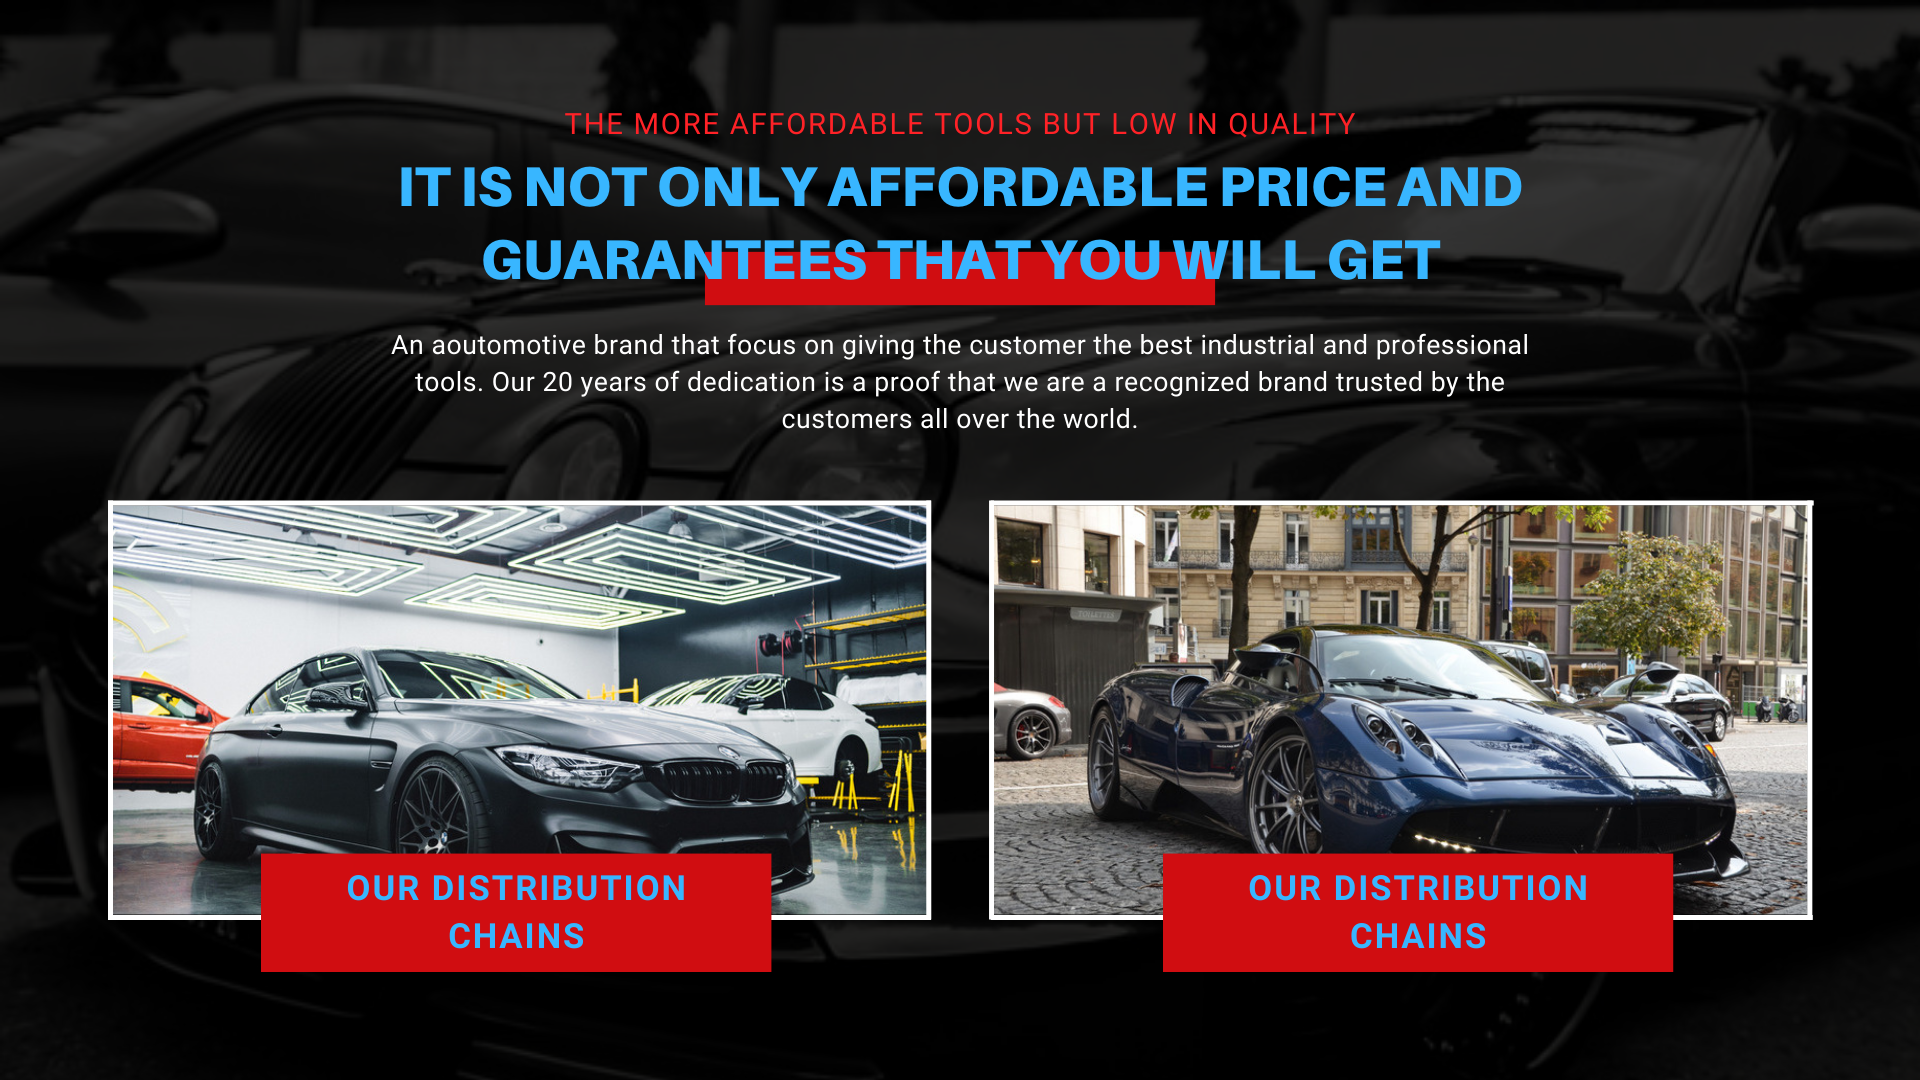 THE MORE AFFORDABLE TOOLS BUT LOW IN QUALITY
IT IS NOT ONLY AFFORDABLE PRICE AND
GUARANTEES THAT YOU WILL GET
An aoutomotive brand that focus on giving the customer the best industrial and professional
tools. Our 20 years of dedication is a proof that we are a recognized brand trusted by the
customers all over the world.
TOILETTES
OUR DISTRIBUTION
CHAINS
OUR DISTRIBUTION
CHAINS